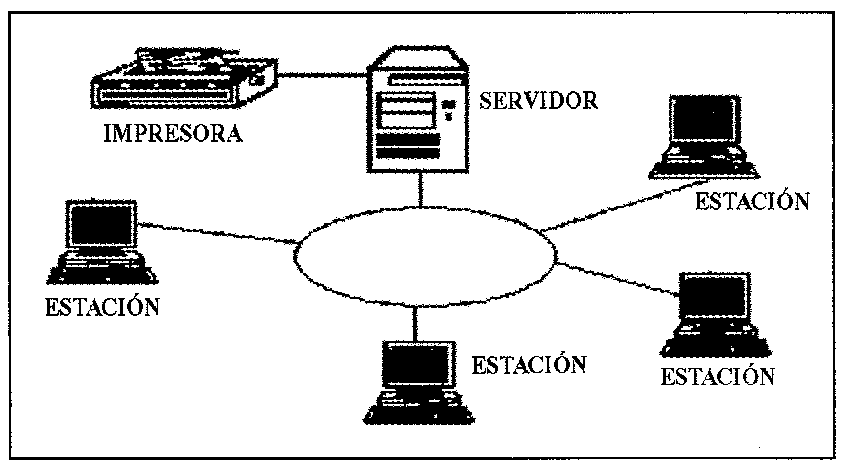 IMPRESORA
SERVIDOR
ESTACIÓN
ESTACIÓN
ESTACIÓN
ESTACIÓN